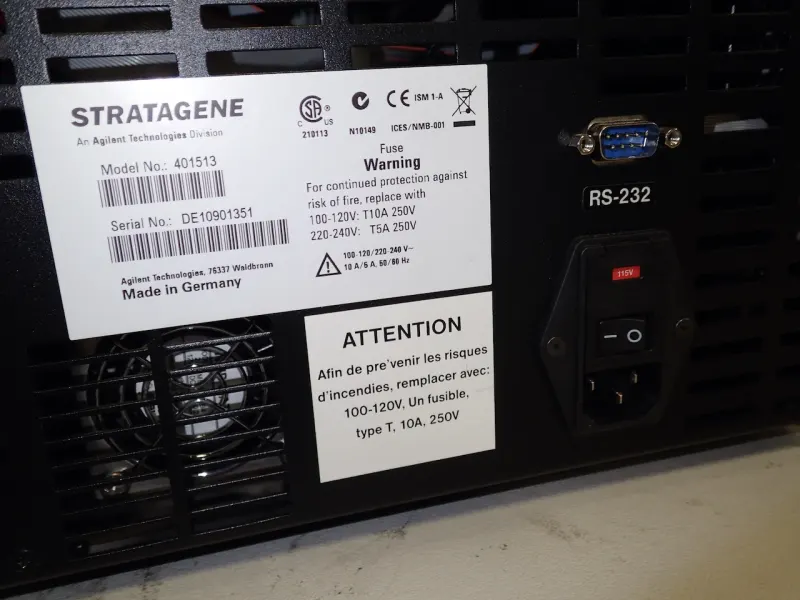 STRATAGENE
An Agilent Technologies Division
Model No.: 401513
Serial No.: DE10901351
Agilent Technologies, 76337 Waldbronn
Made in Germany
SA ®
C US
210113
N10149
CE ISM 1-A
ICES/NMB-001
Fuse
Warning
For continued protection against
risk of fire, replace with
100-120V: T10A 250V
220-240V: T5A 250V
100-120/220-240 V~
10 A/5 A, 50/60 Hz
ATTENTION
Afin de pre'venir les risques
d'incendies, remplacer avec:
100-120V, Un fusible,
type T, 10A, 250V
RS-232
115V